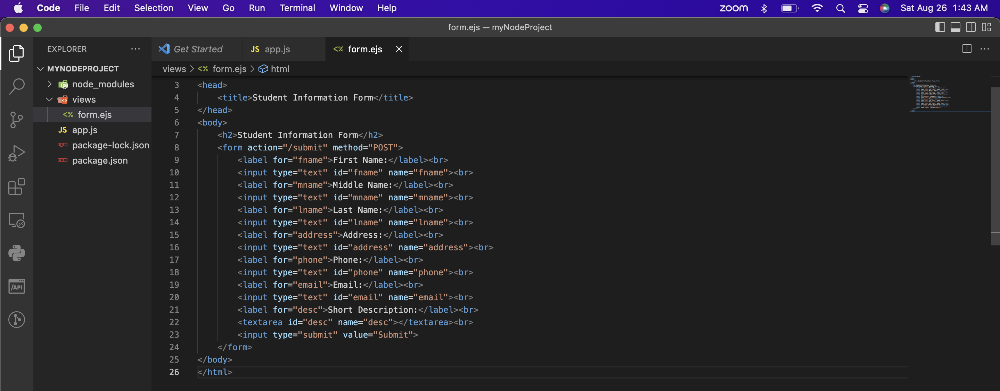 Code File Edit Selection View Go Run Terminal Window Help zoom Sat Aug 26 1:43 AM
form.ejs — myNodeProject
EXPLORER ···
MYNODEPROJECT
node_modules
views
<% form.ejs
JS app.js
package-lock.json
package.json
/API
Get Started JS app.js <% form.ejs
views > <% form.ejs > html
3 <head>
4 <title>Student Information Form</title>
5 </head>
6 <body>
7 <h2>Student Information Form</h2>
8 <form action="/submit" method="POST">
9 <label for="fname">First Name:</label><br>
10 <input type="text" id="fname" name="fname"><br>
11 <label for="mname">Middle Name:</label><br>
12 <input type="text" id="mname" name="mname"><br>
13 <label for="lname">Last Name:</label><br>
14 <input type="text" id="lname" name="lname"><br>
15 <label for="address">Address:</label><br>
16 <input type="text" id="address" name="address"><br>
17 <label for="phone">Phone:</label><br>
18 <input type="text" id="phone" name="phone"><br>
19 <label for="email">Email:</label><br>
20 <input type="text" id="email" name="email"><br>
21 <label for="desc">Short Description:</label><br>
22 <textarea id="desc" name="desc"></textarea><br>
23 <input type="submit" value="Submit">
24 </form>
25 </body>
26 </html>